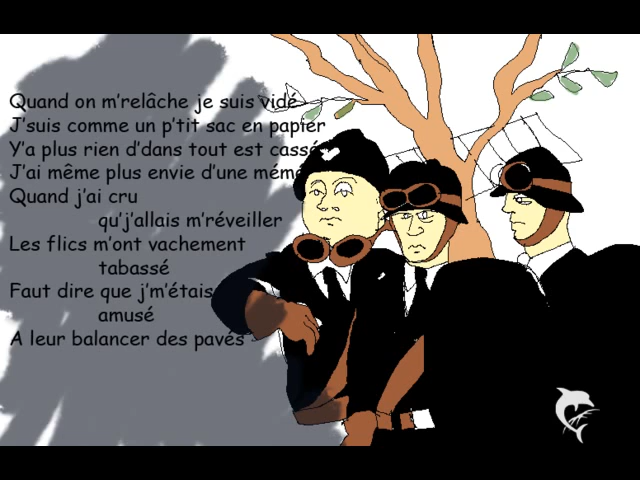 Quand on m'relâche je suis vidé
J'suis comme un p'tit sac en papier
Y'a plus rien d'dans tout est cassé
J'ai même plus envie d'une mémé
Quand j'ai cru
qu'j'allais m'réveiller
Les flics m'ont vachement
tabassé
Faut dire que j'm'étais
amusé
A leur balancer des pavés